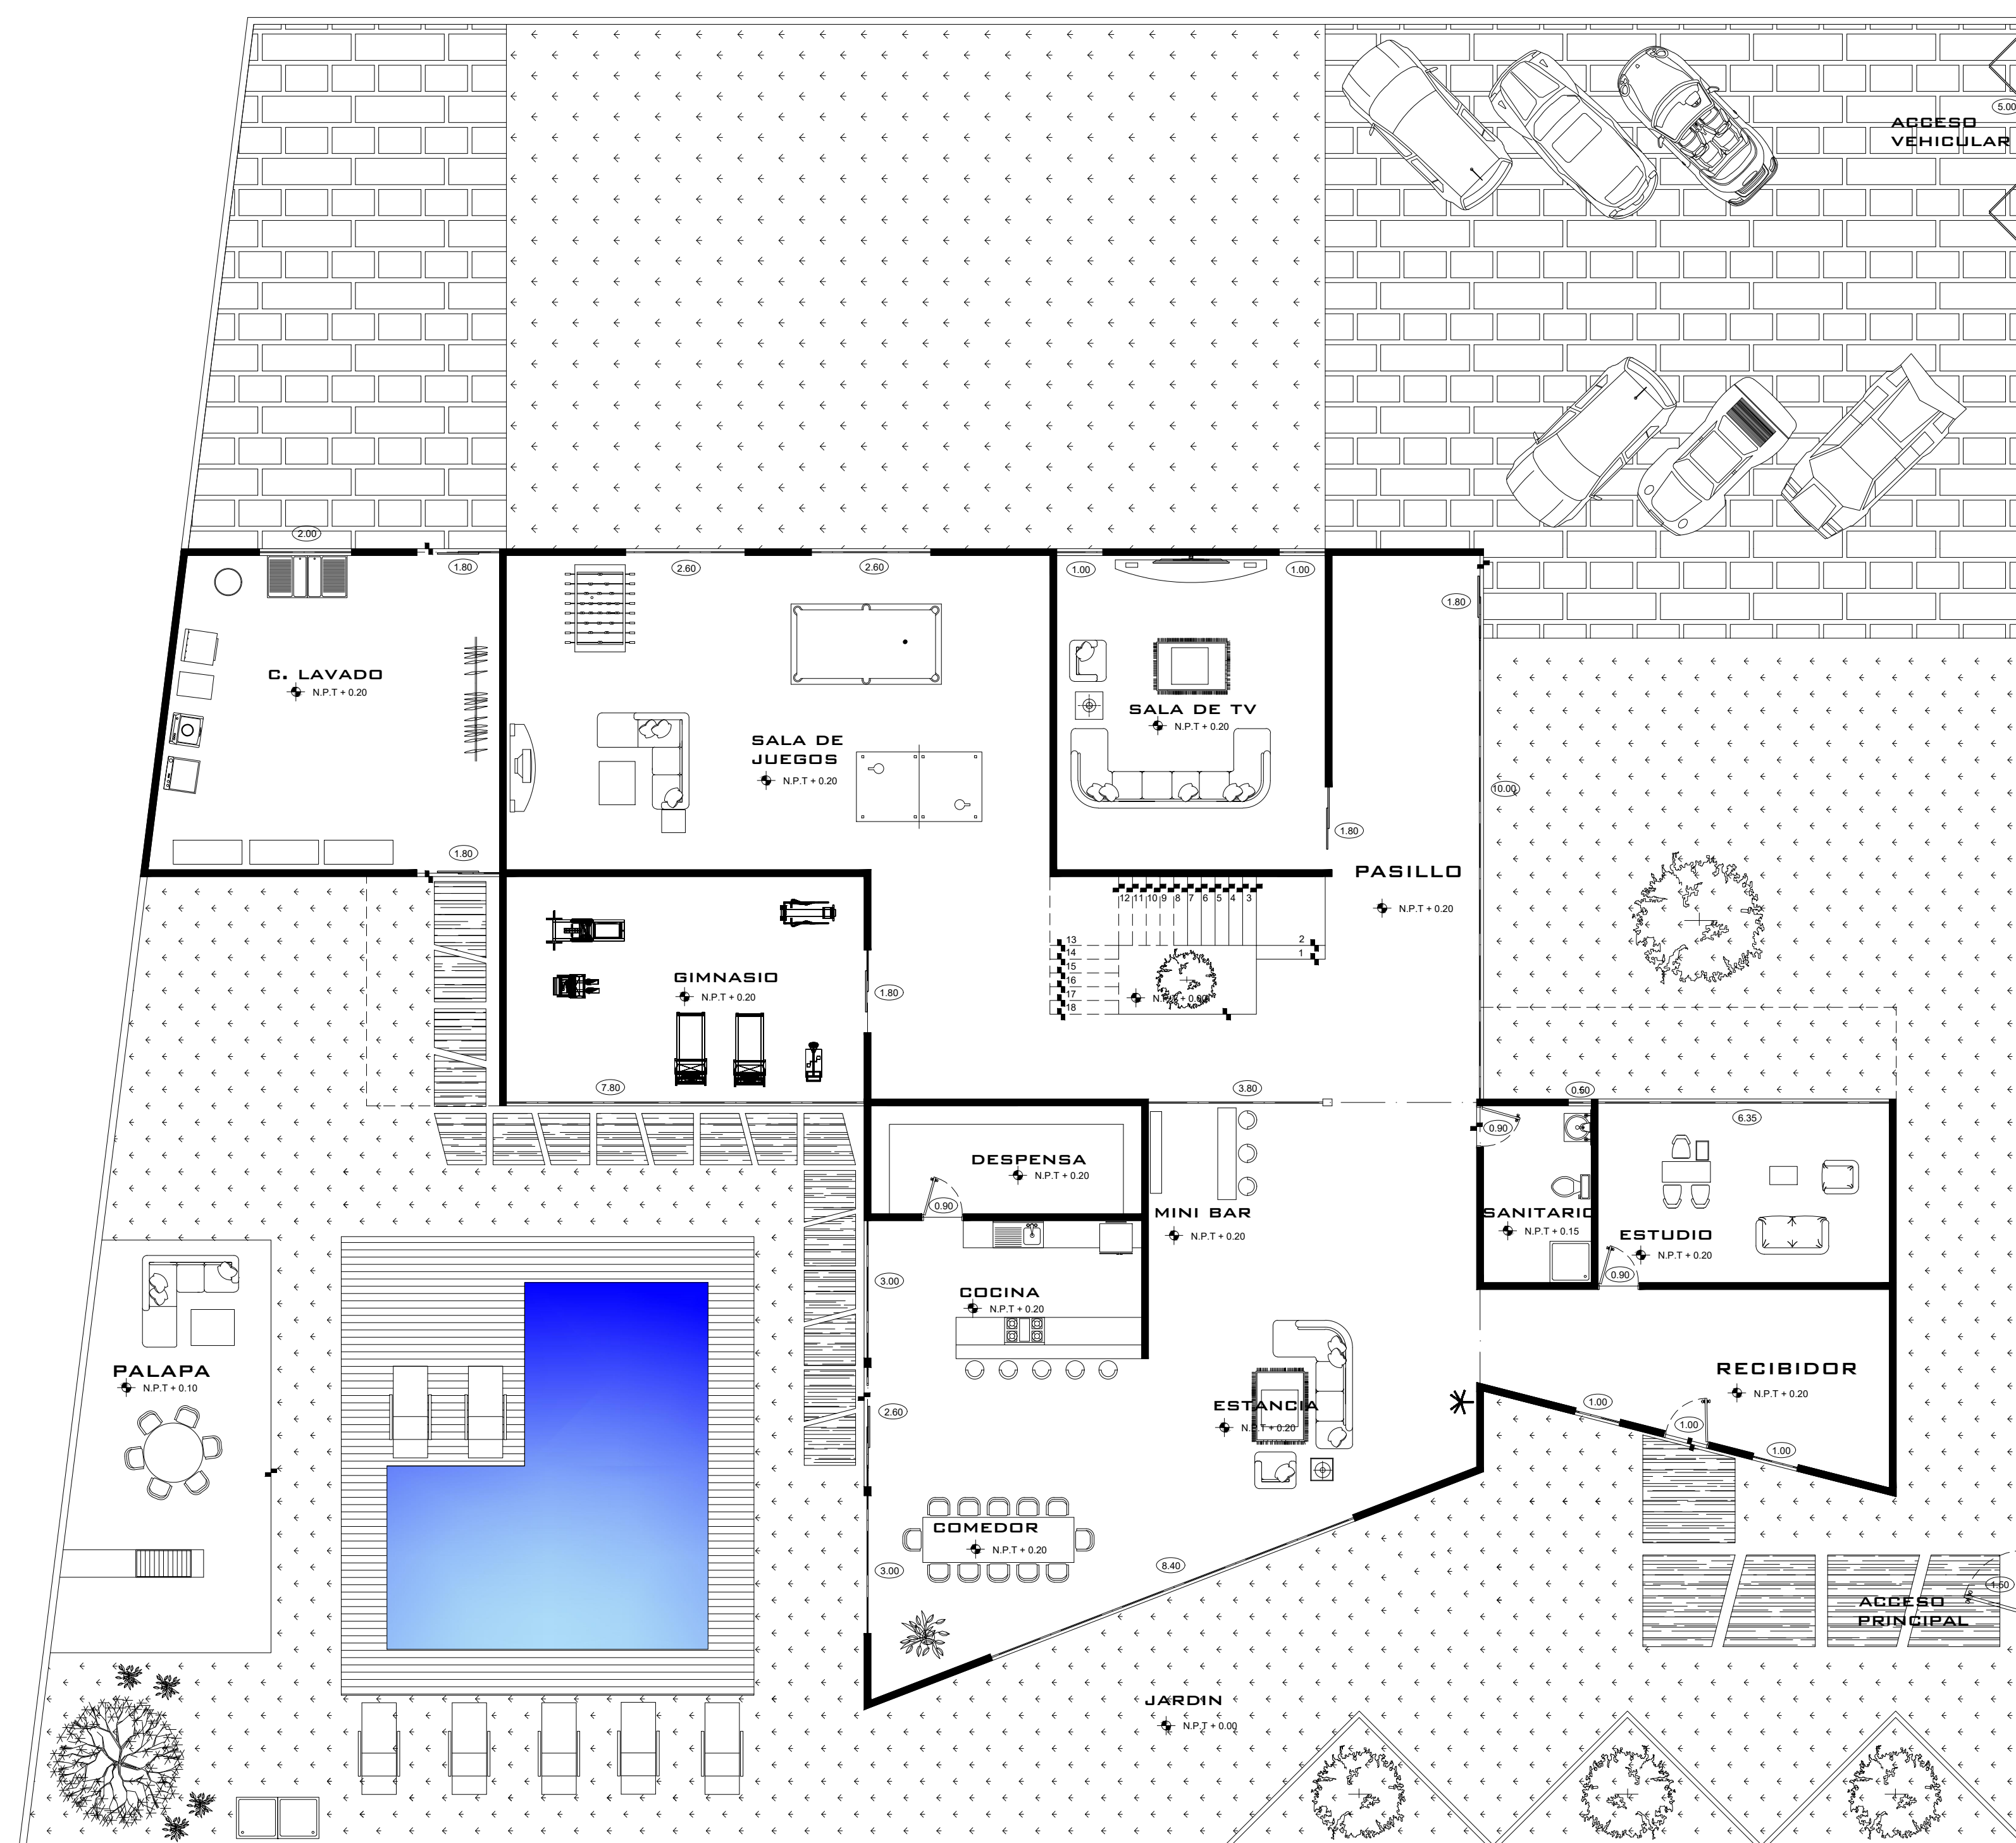 ACCESO
VEHICULAR
5.00
2.00
1.80
2.60
2.60
1.00
1.00
1.80
C. LAVADO
N.P.T + 0.20
SALA DE
JUEGOS
N.P.T + 0.20
SALA DE TV
N.P.T + 0.20
10.00
1.80
1.80
PASILLO
N.P.T + 0.20
12 11 10 9 8 7 6 5 4 3
13
14
15
16
17
18
2
1
N.P.T + 0.00
GIMNASIO
N.P.T + 0.20
1.80
7.80
3.80
0.60
0.90
6.35
DESPENSA
N.P.T + 0.20
0.90
MINI BAR
N.P.T + 0.20
SANITARIO
N.P.T + 0.15
ESTUDIO
N.P.T + 0.20
0.90
3.00
COCINA
N.P.T + 0.20
PALAPA
N.P.T + 0.10
RECIBIDOR
N.P.T + 0.20
ESTANCIA
N.P.T + 0.20
2.60
1.00
1.00
1.00
COMEDOR
N.P.T + 0.20
3.00
8.40
1.50
ACCESO
PRINCIPAL
JARDIN
N.P.T + 0.00